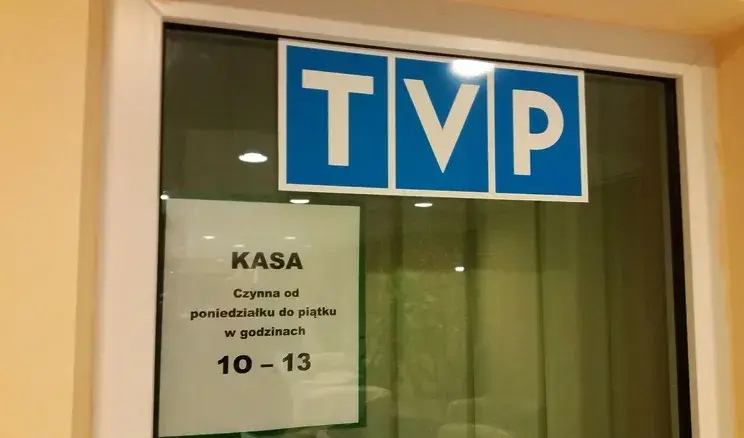 TVP
KASA
Czynna od
poniedziałku do piątku
w godzinach
10 – 13